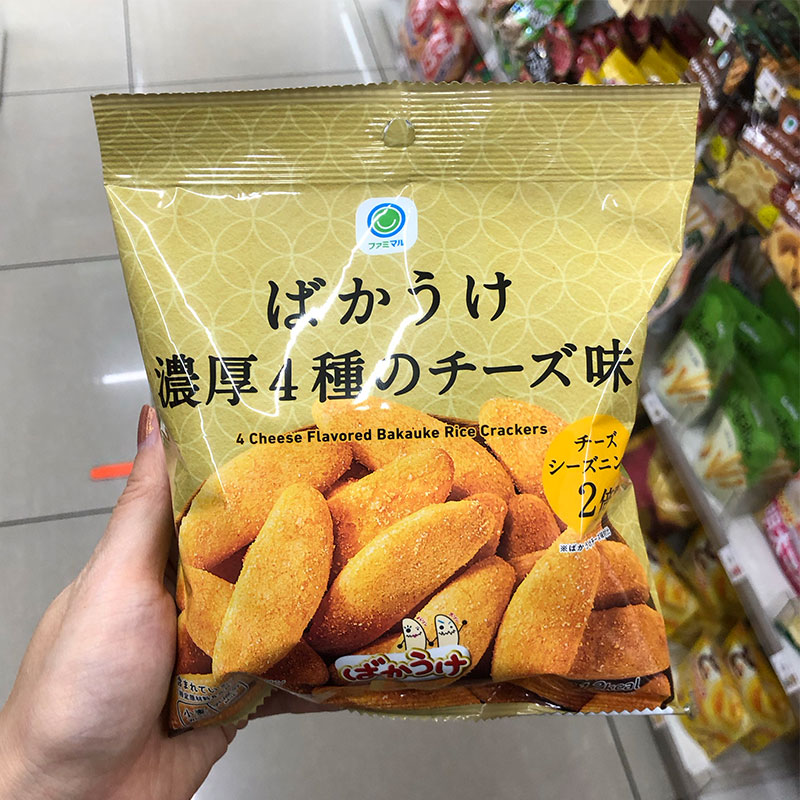 ファミマル
ばかうけ
濃厚4種のチーズ味
4 Cheese Flavored Bakauke Rice Crackers
チーズ
シーズニン
2倍
ばかうけ